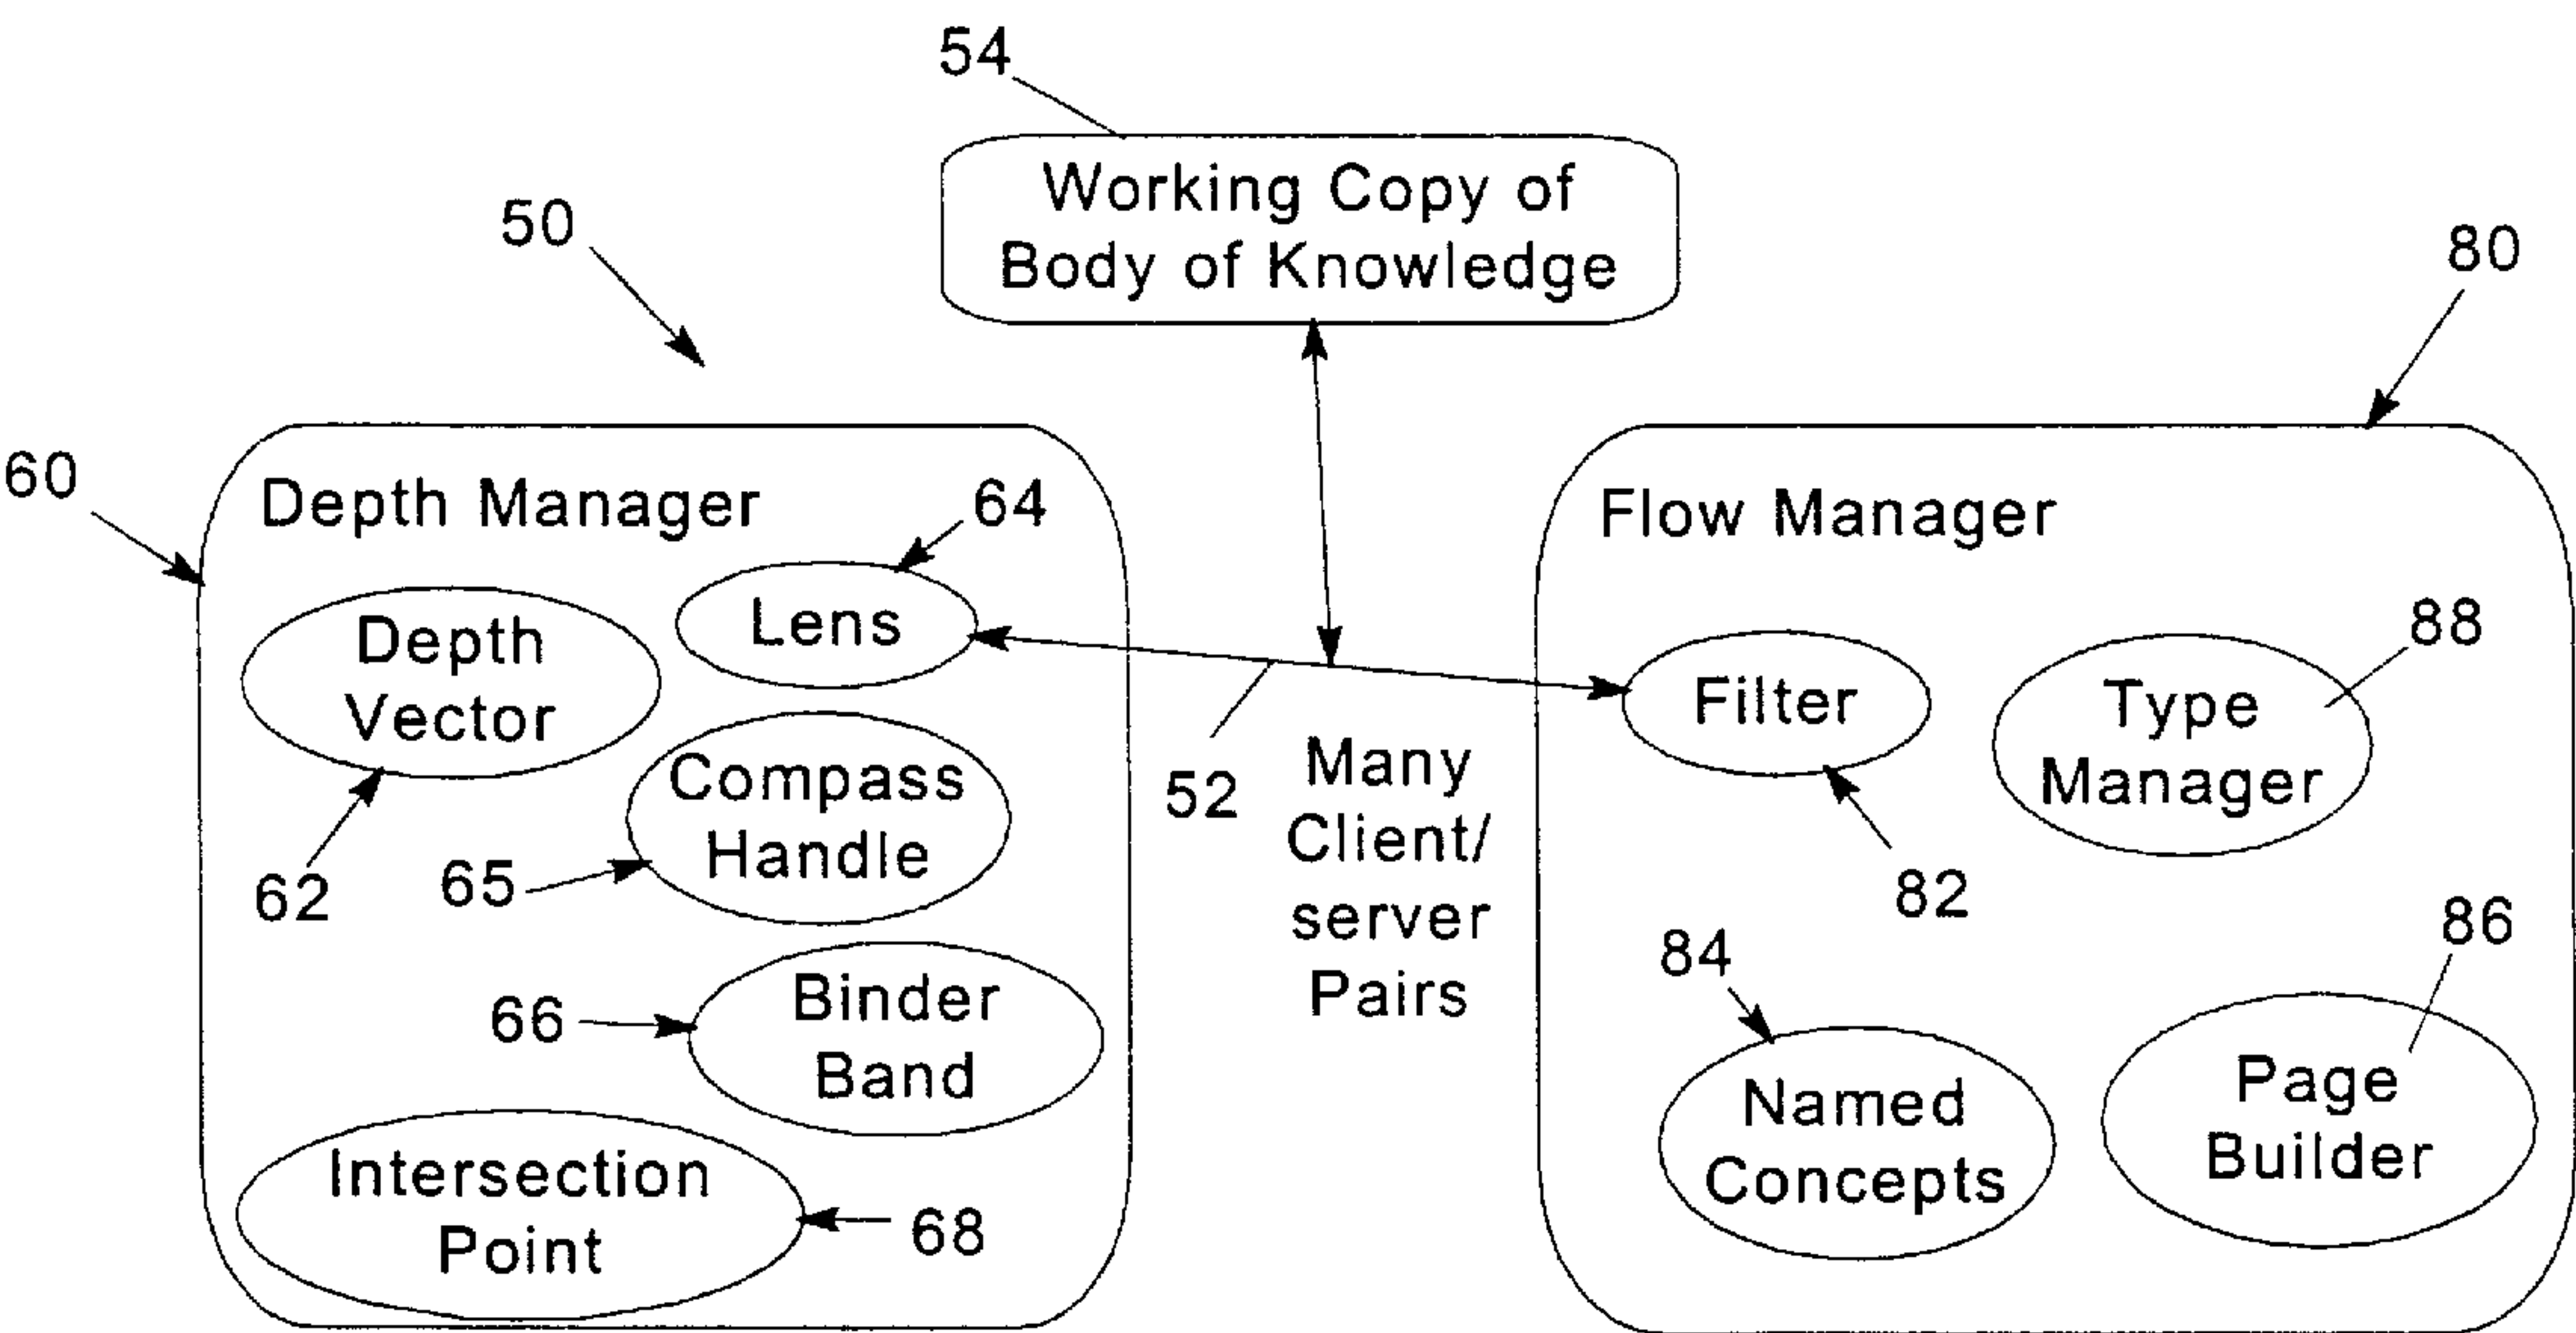 54
Working Copy of
Body of Knowledge
50
80
60
Depth Manager
64
Lens
Depth
Vector
62
Compass
Handle
65
Binder
Band
66
Intersection
Point
68
52
Many
Client/
server
Pairs
Flow Manager
Filter
82
Type
Manager
88
84
Named
Concepts
86
Page
Builder